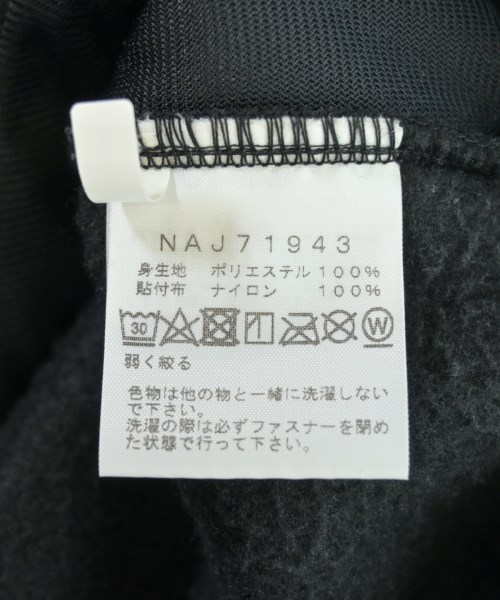 NAJ71943
身生地 ポリエステル 100%
貼付布 ナイロン 100%
30 W
弱く絞る
色物は他の物と一緒に洗濯しない
で下さい。
洗濯の際は必ずファスナーを閉め
た状態で行って下さい。